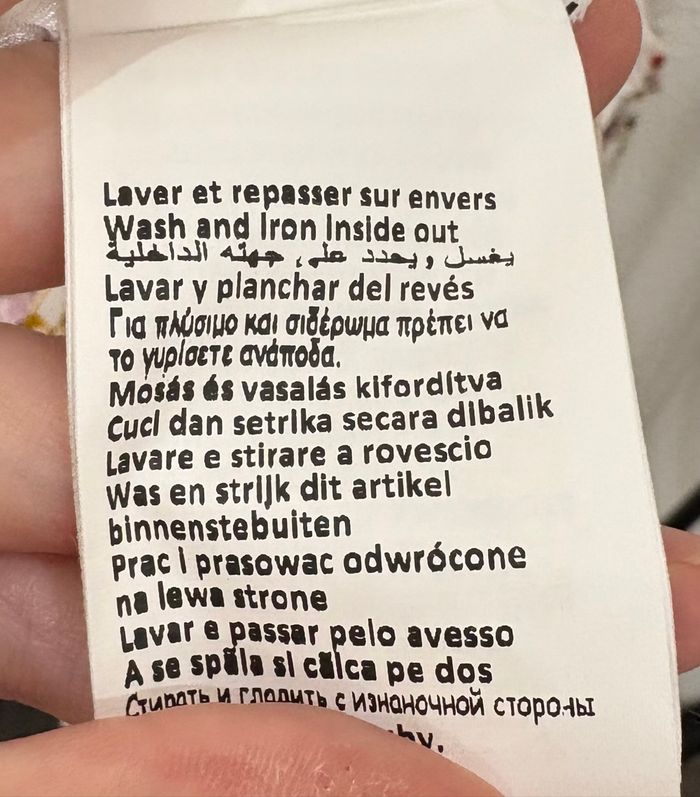 Laver et repasser sur envers
Wash and Iron Inside out
يغسل ويحدد على جهته الداخلية
Lavar y planchar del revés
Για πλύσιμο και σιδέρωμα πρέπει να
το γυρίσετε ανάποδα.
Mosás és vasalás kifordítva
Cuci dan setrika secara dibalik
Lavare e stirare a rovescio
Was en strijk dit artikel
binnenstebuiten
Prac i prasowac odwrócone
na lewa strone
Lavar e passar pelo avesso
A se spăla si călca pe dos
Стирать и гладить с изнаночной стороны